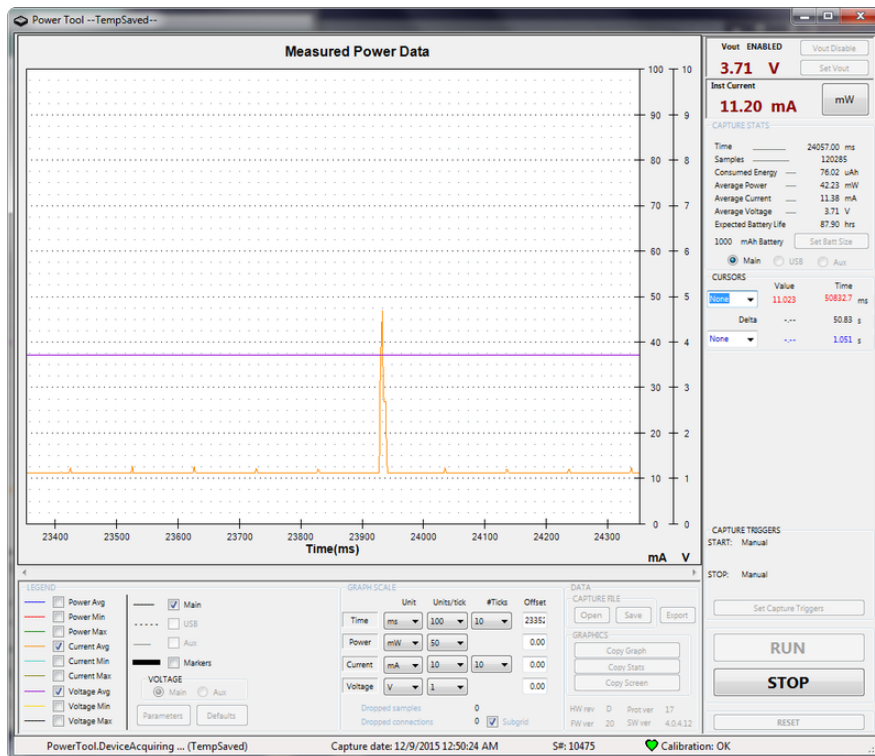 Power Tool --TempSaved--
Measured Power Data
100 10
90 9
80 8
70 7
60 6
50 5
40 4
30 3
20 2
10 1
0 0
23400 23500 23600 23700 23800 23900 24000 24100 24200 24300
Time(ms)
mA V
Vout ENABLED Vout Disable
3.71 V Set Vout
Inst Current
11.20 mA mW
CAPTURE STATS
Time 24057.00 ms
Samples 120285
Consumed Energy 76.02 uAh
Average Power 42.23 mW
Average Current 11.38 mA
Average Voltage 3.71 V
Expected Battery Life 87.90 hrs
1000 mAh Battery Set Batt Size
Main USB Aux
CURSORS
Value Time
None 11.023 50832.7 ms
Delta -.-- 50.83 s
None -.-- 1.051 s
CAPTURE TRIGGERS
START: Manual
STOP: Manual
Set Capture Triggers
RUN
STOP
RESET
LEGEND
Power Avg
Power Min
Power Max
Current Avg
Current Min
Current Max
Voltage Avg
Voltage Min
Voltage Max
Main
USB
Aux
Markers
VOLTAGE
Main Aux
Parameters Defaults
GRAPH SCALE
Unit Units/tick #Ticks Offset
Time ms 100 10 23352
Power mW 50 0.00
Current mA 10 10 0.00
Voltage V 1 0.00
Dropped samples 0
Dropped connections 0 Subgrid
DATA
CAPTURE FILE
Open Save Export
GRAPHICS
Copy Graph
Copy Stats
Copy Screen
HW rev D Prot ver 17
FW ver 20 SW ver 4.0.4.12
PowerTool.DeviceAcquiring ... (TempSaved) Capture date: 12/9/2015 12:50:24 AM S#: 10475 Calibration: OK